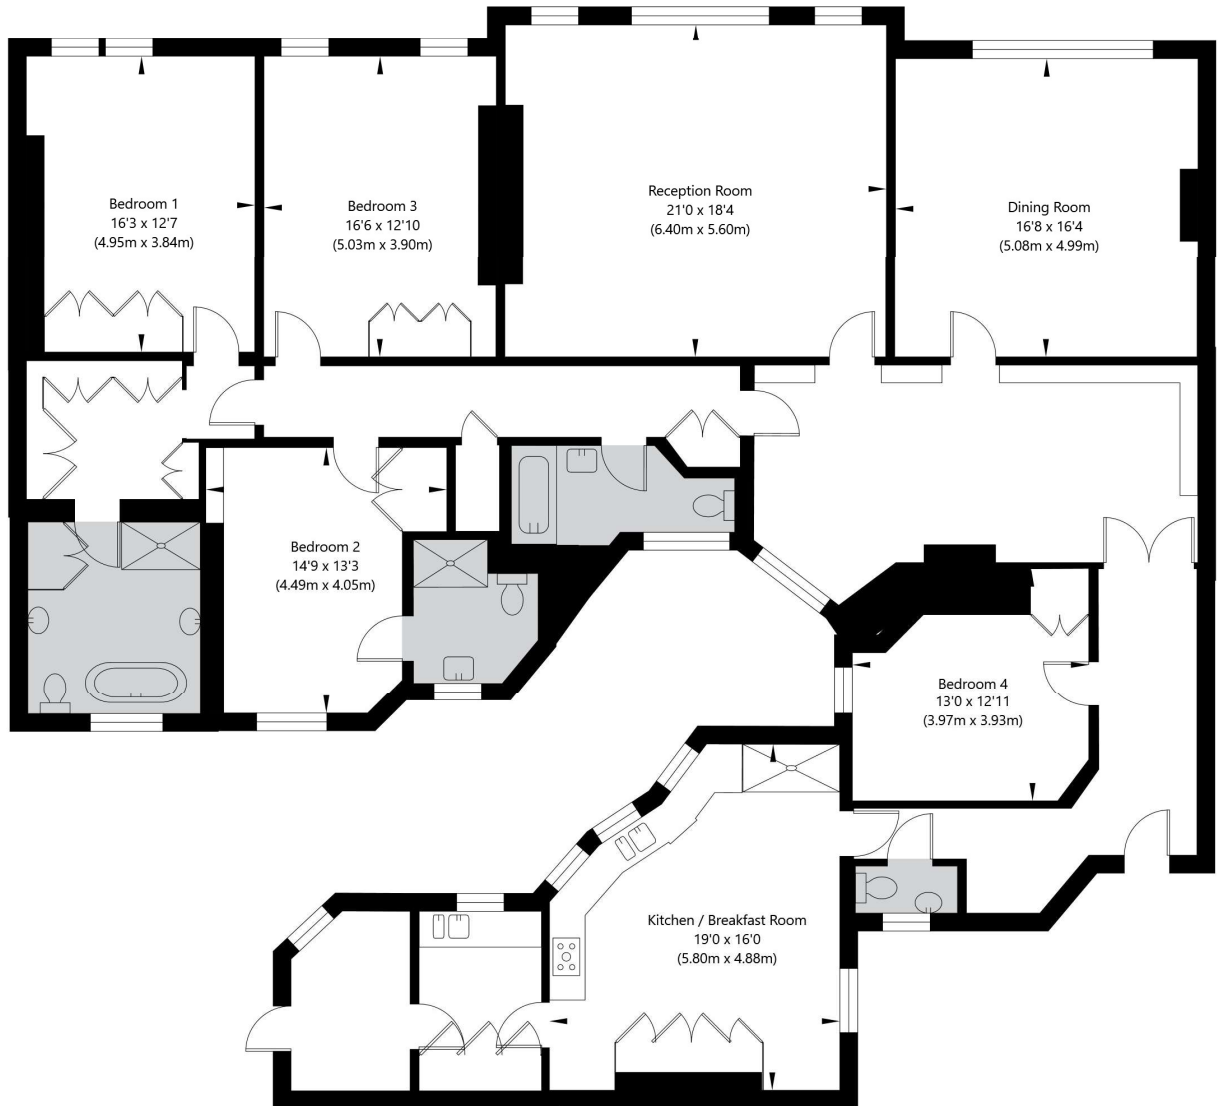 Bedroom 1
16'3 x 12'7
(4.95m x 3.84m)
Bedroom 3
16'6 x 12'10
(5.03m x 3.90m)
Reception Room
21'0 x 18'4
(6.40m x 5.60m)
Dining Room
16'8 x 16'4
(5.08m x 4.99m)
Bedroom 2
14'9 x 13'3
(4.49m x 4.05m)
Bedroom 4
13'0 x 12'11
(3.97m x 3.93m)
Kitchen / Breakfast Room
19'0 x 16'0
(5.80m x 4.88m)